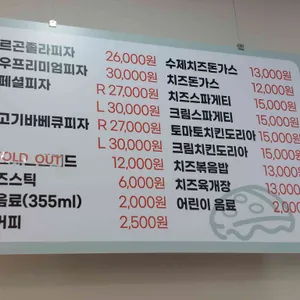 르곤졸라피자 26,000원
우프리미엄피자 30,000원
페셜피자 R 27,000원
L 30,000원
고기바베큐피자 R 27,000원
L 30,000원
OLD OUT 드 12,000원
즈스틱 6,000원
음료(355ml) 2,000원
커피 2,500원
수제치즈돈가스 13,000원
치즈돈가스 12,000원
치즈스파게티 15,000원
크림스파게티 15,000원
토마토치킨도리아 15,000원
크림치킨도리아 15,000원
치즈볶음밥 13,000원
치즈육개장 13,000원
어린이 음료 2,00